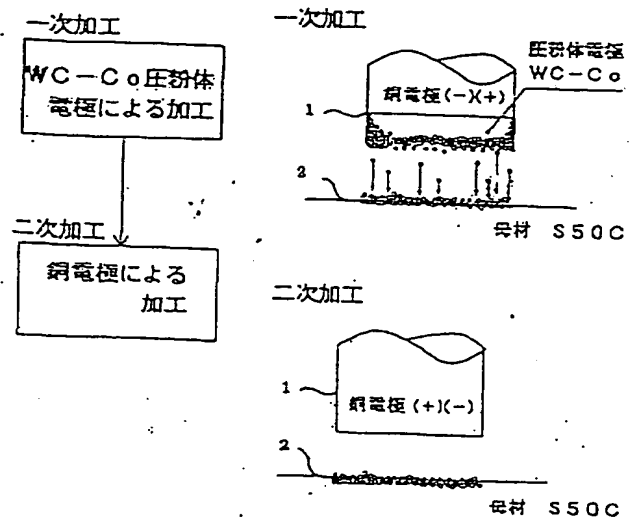 一次加工
WC-Co圧粉体
電極による加工
二次加工
銅電極による
加工
一次加工
圧粉体電極
WC-Co
銅電極(-)(+)
1
2
母材 S50C
二次加工
1
銅電極(+)(-)
2
母材 S50C